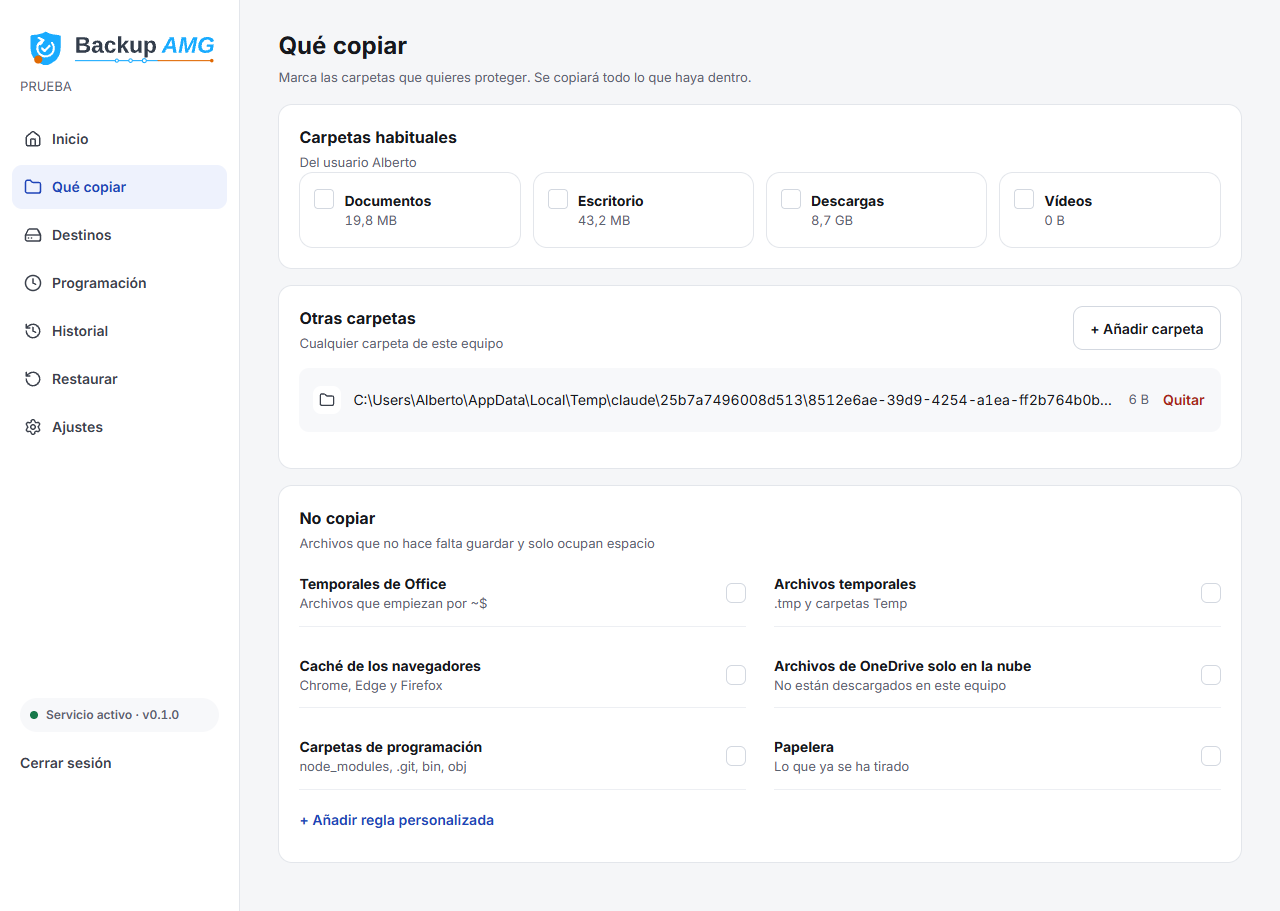 Backup AMG
PRUEBA
Inicio
Qué copiar
Destinos
Programación
Historial
Restaurar
Ajustes
Servicio activo · v0.1.0
Cerrar sesión
Qué copiar
Marca las carpetas que quieres proteger. Se copiará todo lo que haya dentro.
Carpetas habituales
Del usuario Alberto
Documentos
19,8 MB
Escritorio
43,2 MB
Descargas
8,7 GB
Vídeos
0 B
Otras carpetas
Cualquier carpeta de este equipo
+ Añadir carpeta
C:\Users\Alberto\AppData\Local\Temp\claude\25b7a7496008d513\8512e6ae-39d9-4254-a1ea-ff2b764b0b... 6 B Quitar
No copiar
Archivos que no hace falta guardar y solo ocupan espacio
Temporales de Office
Archivos que empiezan por ~$
Archivos temporales
.tmp y carpetas Temp
Caché de los navegadores
Chrome, Edge y Firefox
Archivos de OneDrive solo en la nube
No están descargados en este equipo
Carpetas de programación
node_modules, .git, bin, obj
Papelera
Lo que ya se ha tirado
+ Añadir regla personalizada